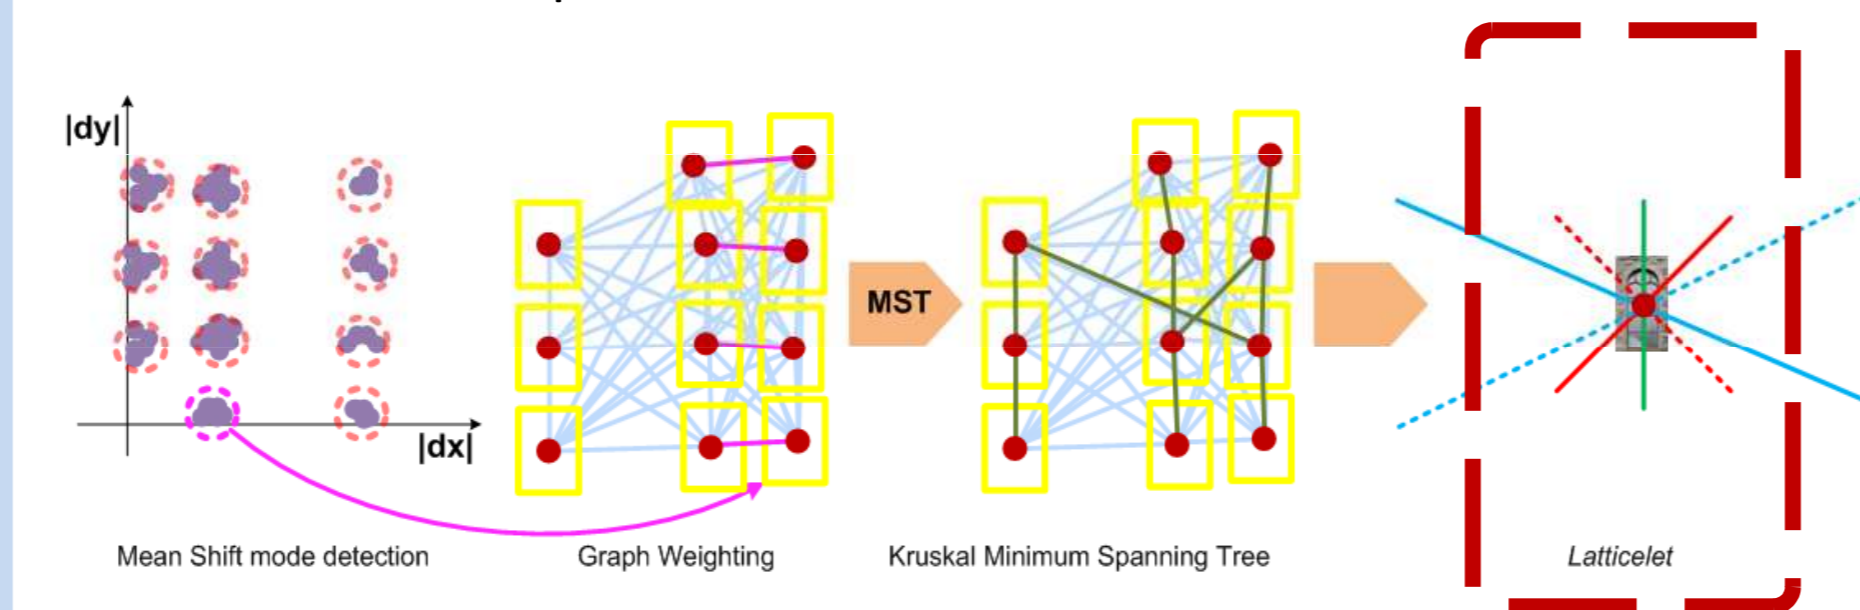 |dy|
|dx|
MST
Mean Shift mode detection
Graph Weighting
Kruskal Minimum Spanning Tree
Latticelet